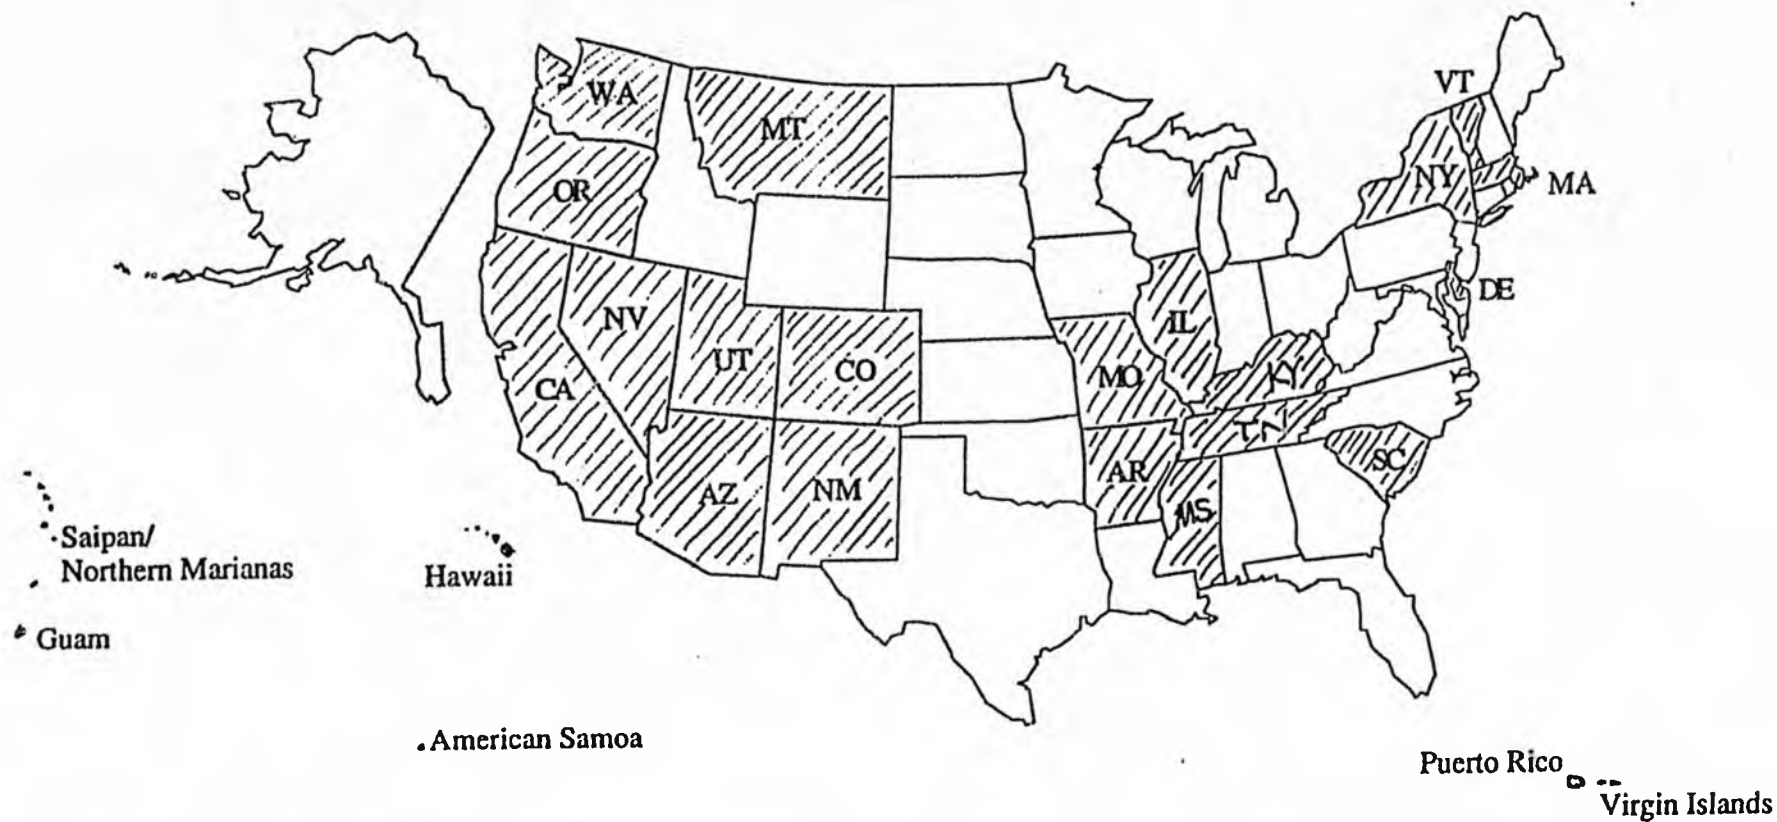 VT
WA
MT
OR
NY
MA
DE
NV
IL
UT
CO
CA
MO
KY
TN
SC
AR
AZ
NM
MS
Saipan/
Northern Marianas
Hawaii
Guam
American Samoa
Puerto Rico
Virgin Islands